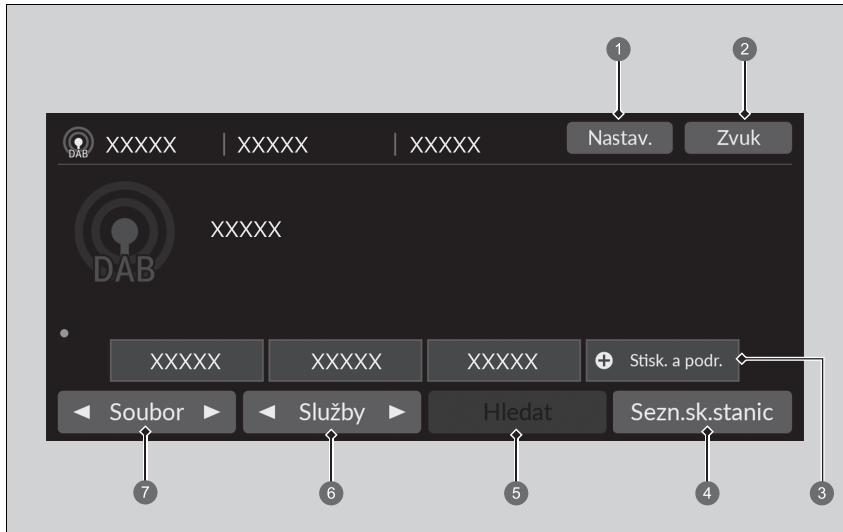 1 2
DAB XXXXX | XXXXX | XXXXX Nastav. Zvuk
DAB XXXXX
XXXXX XXXXX XXXXX Stisk. a podr.
◄ Soubor ► ◄ Služby ► Hledat Sezn.sk.stanic
7 6 5 4 3